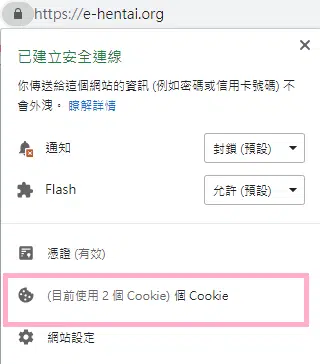 https://e-hentai.org
已建立安全連線
你傳送給這個網站的資訊 (例如密碼或信用卡號碼) 不
會外洩。 瞭解詳情
通知 封鎖 (預設)
Flash 允許 (預設)
憑證 (有效)
(目前使用 2 個 Cookie) 個 Cookie
網站設定